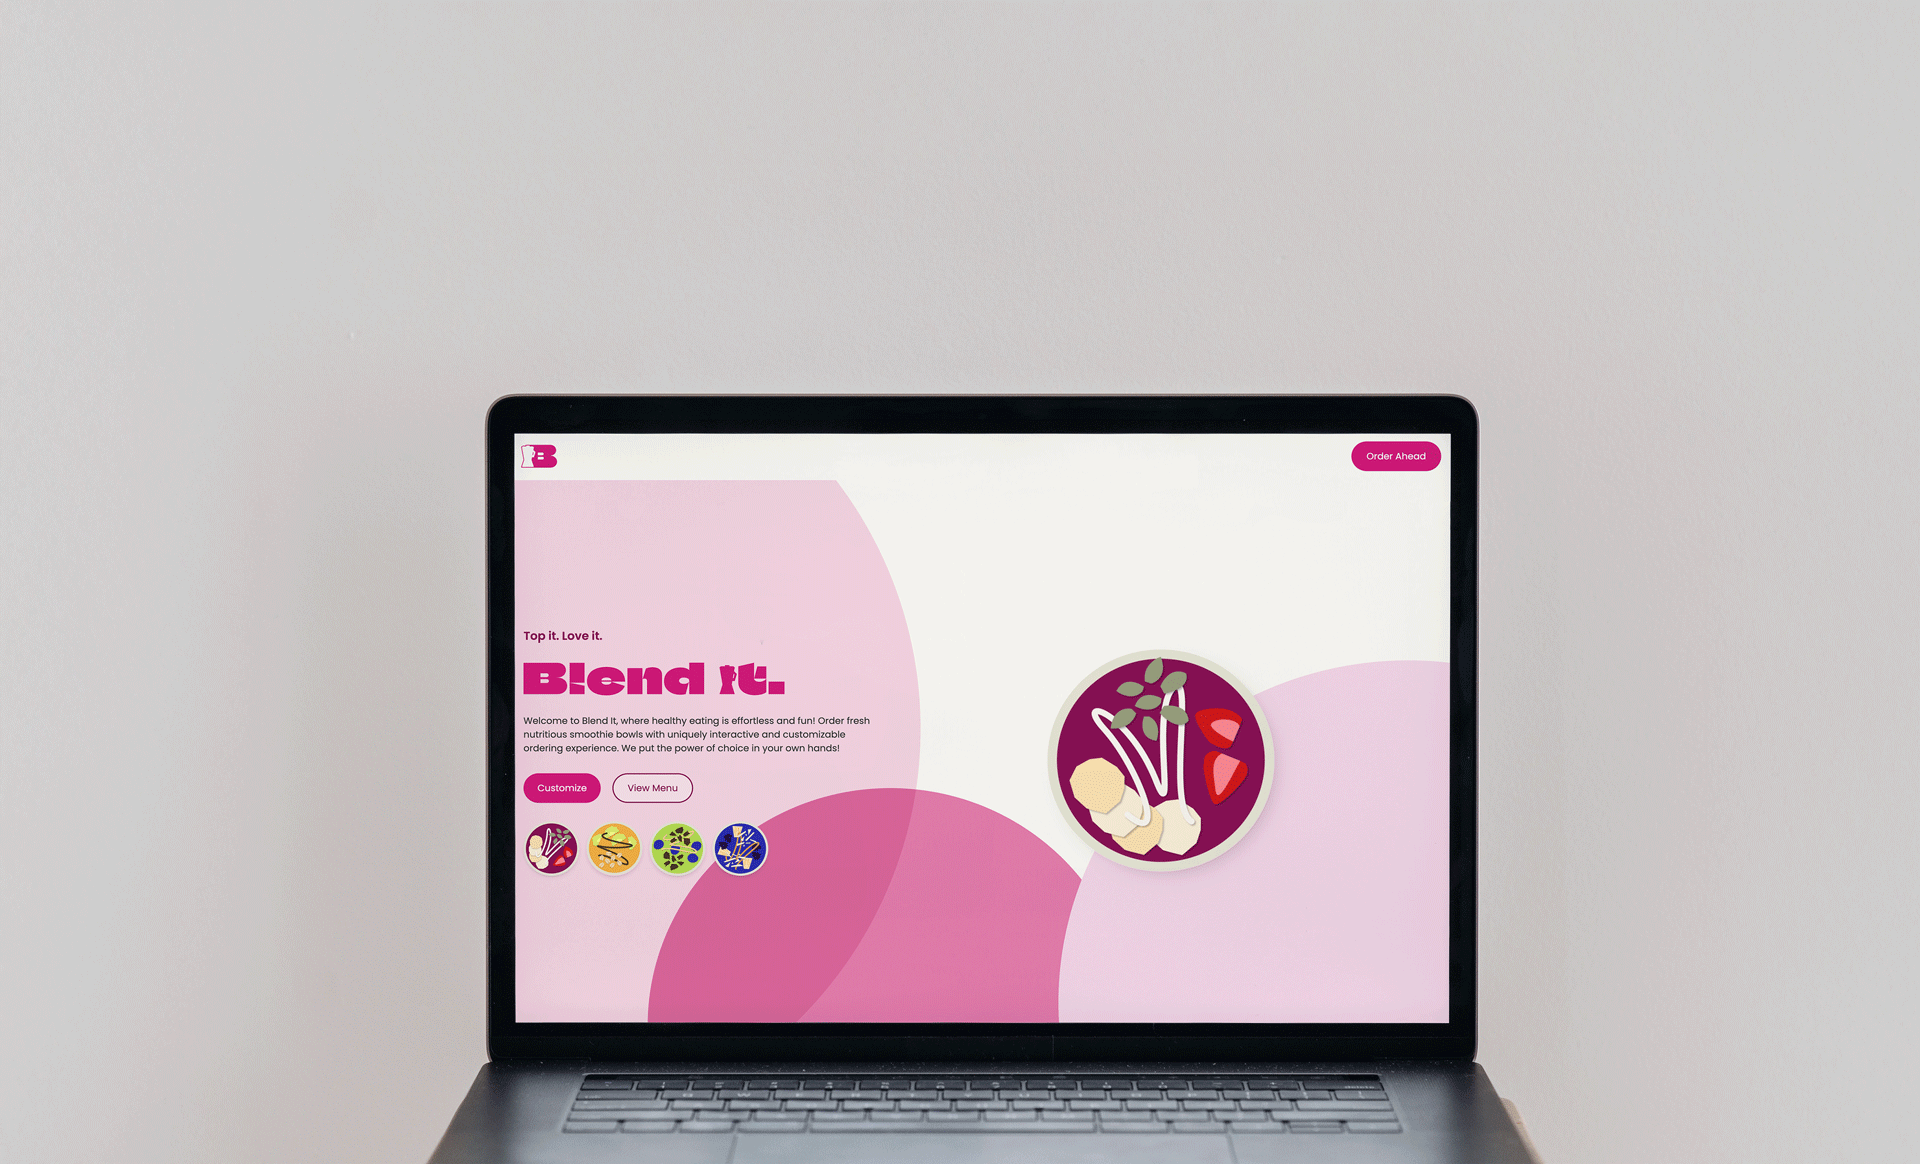 B
Order Ahead
Top it. Love it.
Blend It.
Welcome to Blend It, where healthy eating is effortless and fun! Order fresh
nutritious smoothie bowls with uniquely interactive and customizable
ordering experience. We put the power of choice in your own hands!
Customize
View Menu